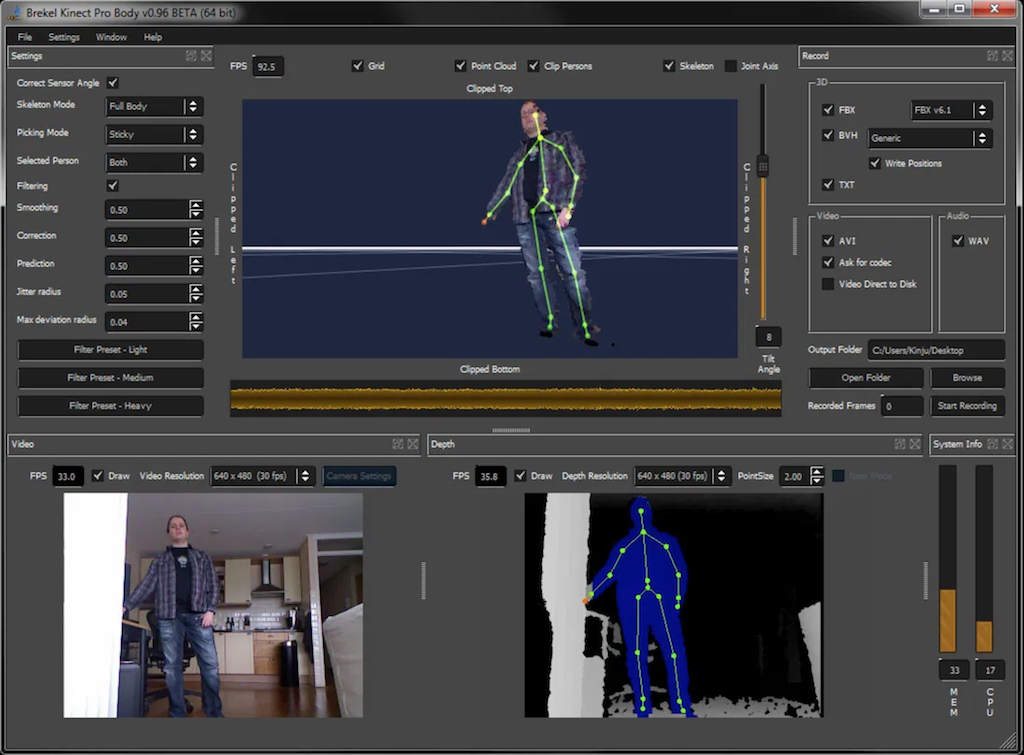 Brekel Kinect Pro Body v0.96 BETA (64 bit)
File Settings Window Help
Settings
Correct Sensor Angle
Skeleton Mode Full Body
Picking Mode Sticky
Selected Person Both
Filtering
Smoothing 0.50
Correction 0.50
Prediction 0.50
Jitter radius 0.05
Max deviation radius 0.04
Filter Preset - Light
Filter Preset - Medium
Filter Preset - Heavy
FPS 92.5 Grid Point Cloud Clip Persons Skeleton Joint Axis
Clipped Top
Clipped Left
Clipped Right
8
Tilt
Angle
Clipped Bottom
Record
3D
FBX FBX v6.1
BVH Generic
Write Positions
TXT
Video
AVI
Ask for codec
Video Direct to Disk
Audio
WAV
Output Folder C:/Users/Kinju/Desktop
Open Folder Browse
Recorded Frames 0 Start Recording
Video
FPS 33.0 Draw Video Resolution 640 x 480 (30 fps) Camera Settings
Depth
FPS 35.8 Draw Depth Resolution 640 x 480 (30 fps) PointSize 2.00
System Info
33 17
MEM
CPU